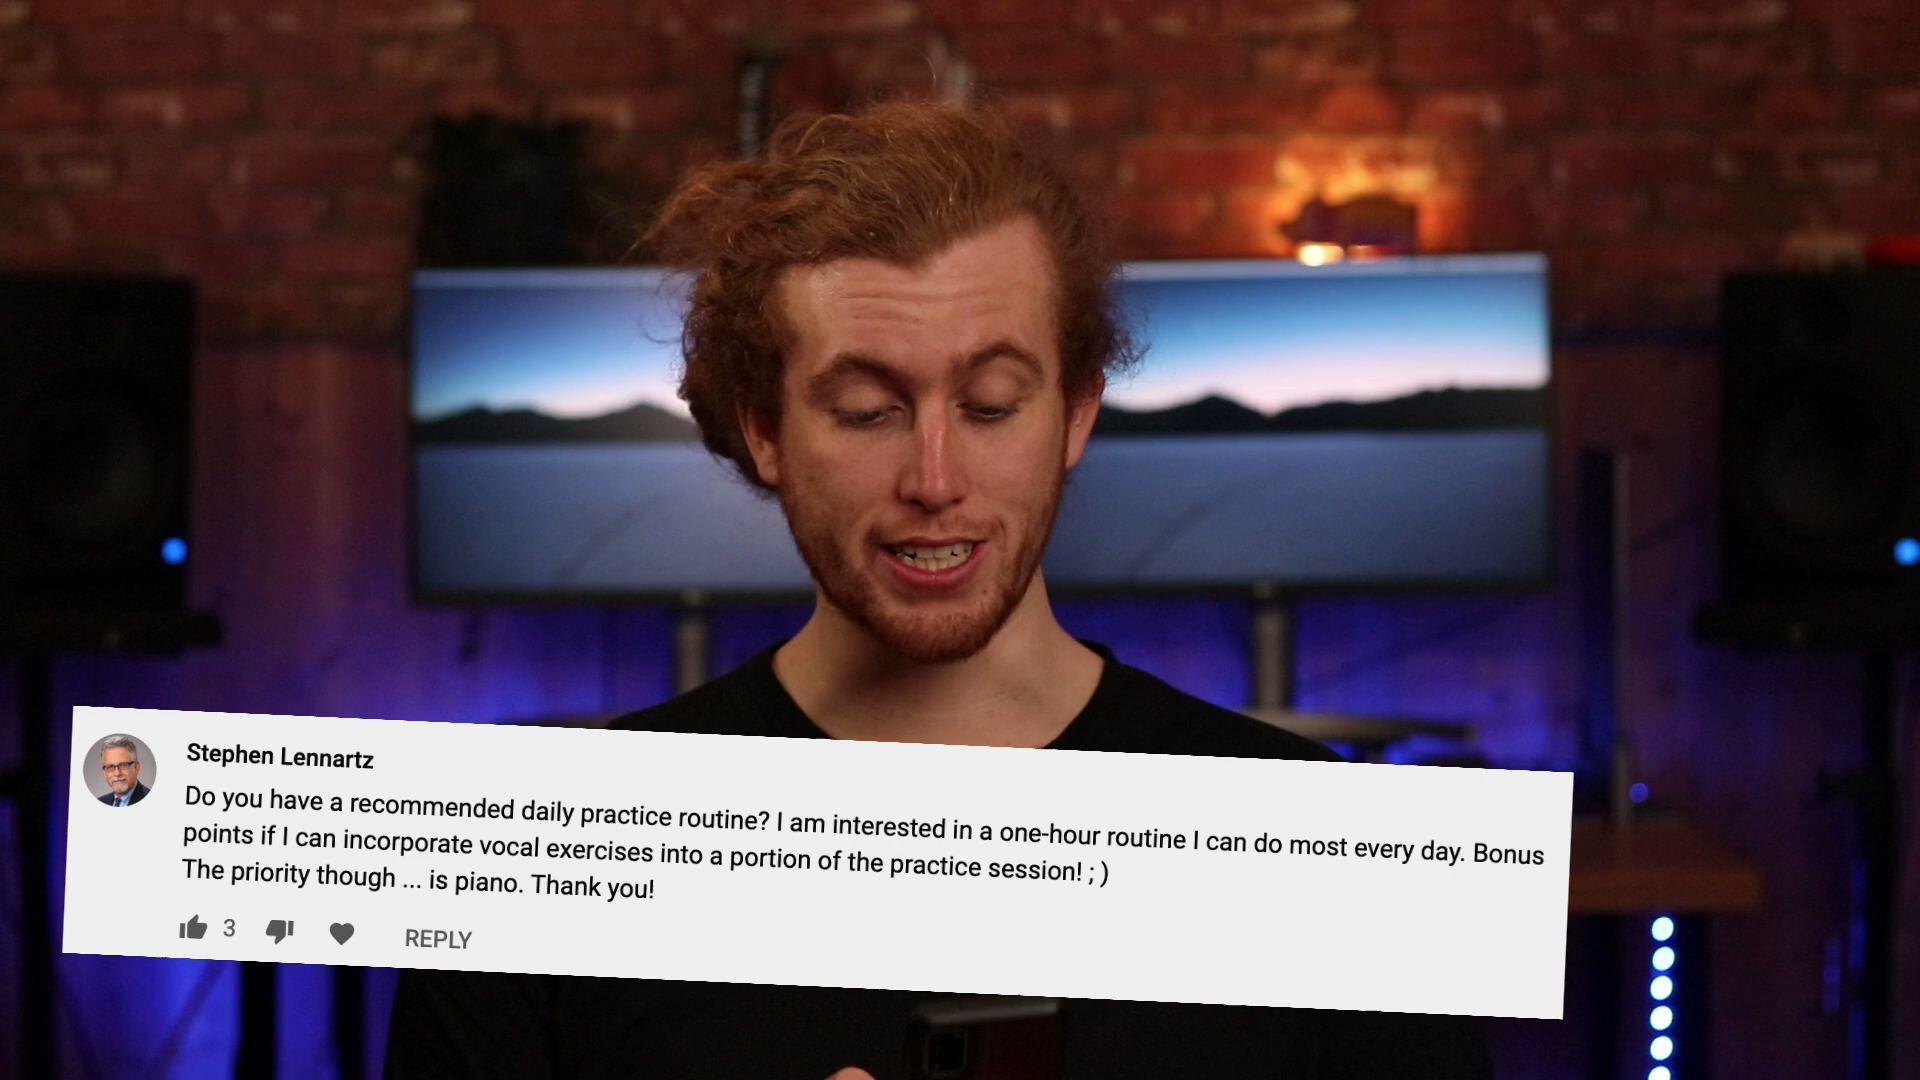 Stephen Lennartz
Do you have a recommended daily practice routine? I am interested in a one-hour routine I can do most every day. Bonus
points if I can incorporate vocal exercises into a portion of the practice session! ; )
The priority though ... is piano. Thank you!
3
REPLY